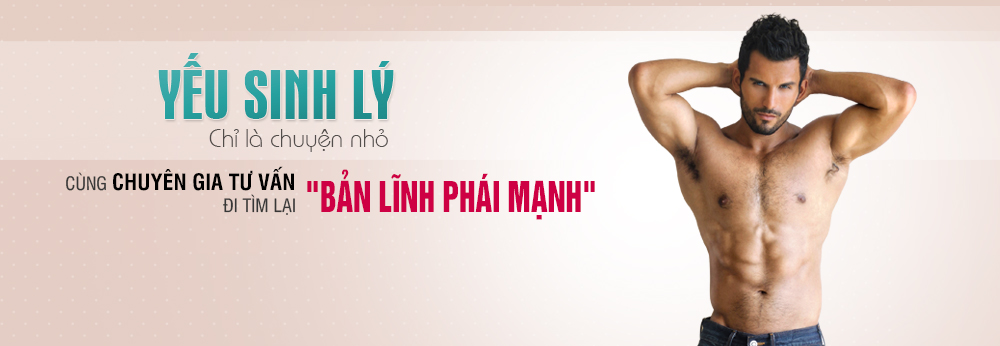 YẾU SINH LÝ
Chỉ là chuyện nhỏ
CÙNG CHUYÊN GIA TƯ VẤN
ĐI TÌM LẠI
"BẢN LĨNH PHÁI MẠNH"